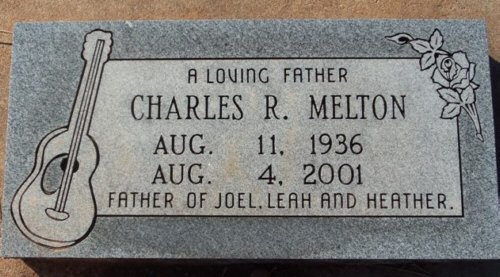 A LOVING FATHER
CHARLES R. MELTON
AUG. 11, 1936
AUG. 4, 2001
FATHER OF JOEL, LEAH AND HEATHER.